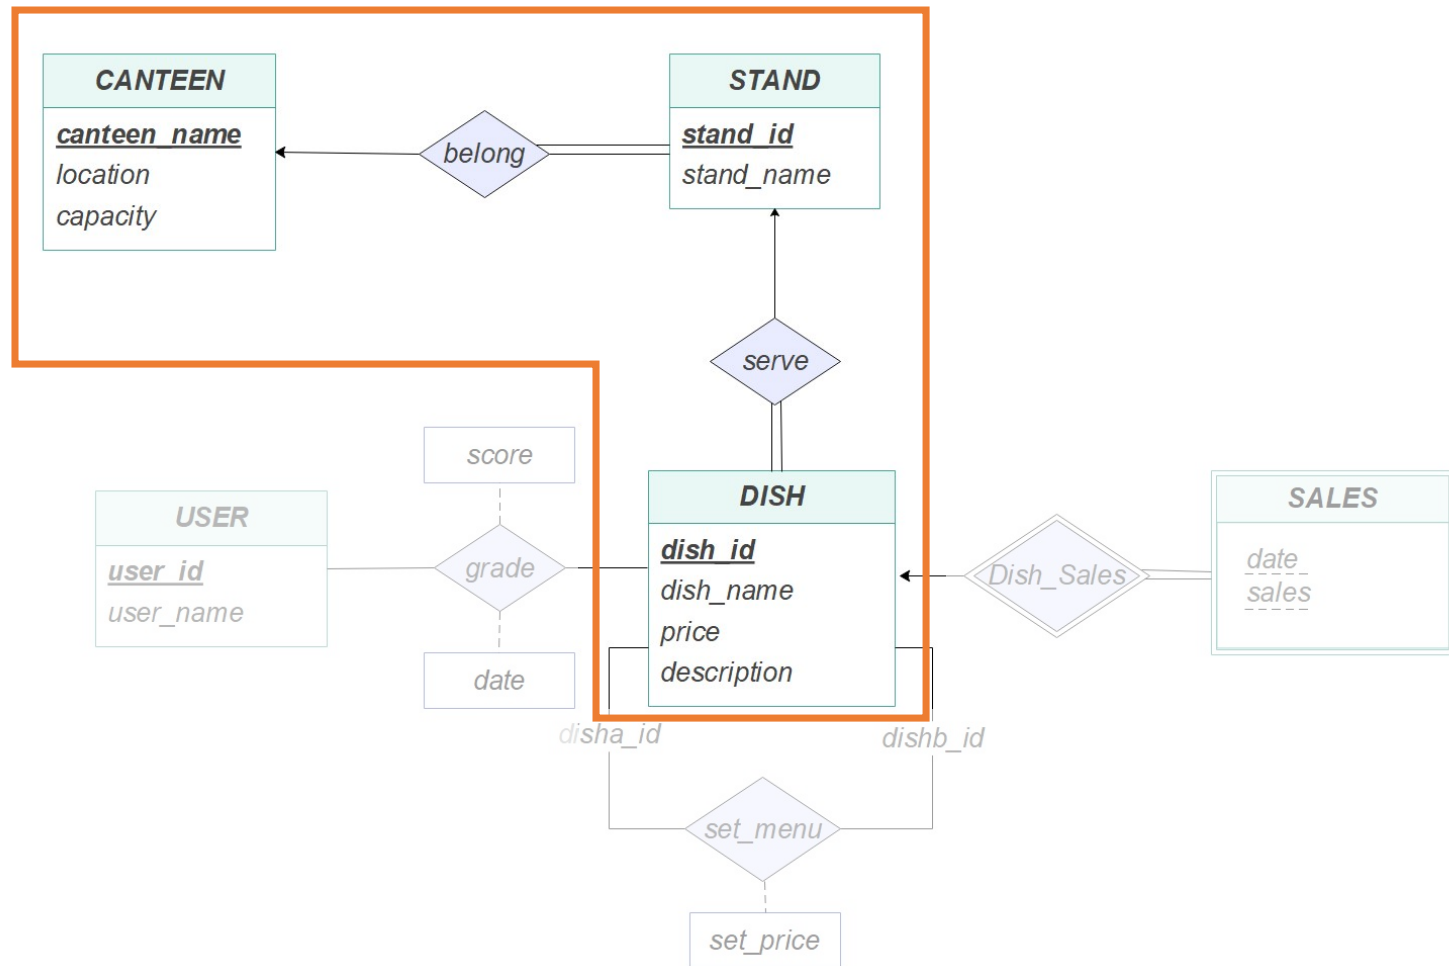 CANTEEN
canteen_name
location
capacity
belong
STAND
stand_id
stand_name
serve
score
USER
user_id
user_name
grade
date
DISH
dish_id
dish_name
price
description
Dish_Sales
SALES
date
sales
disha_id
dishb_id
set_menu
set_price